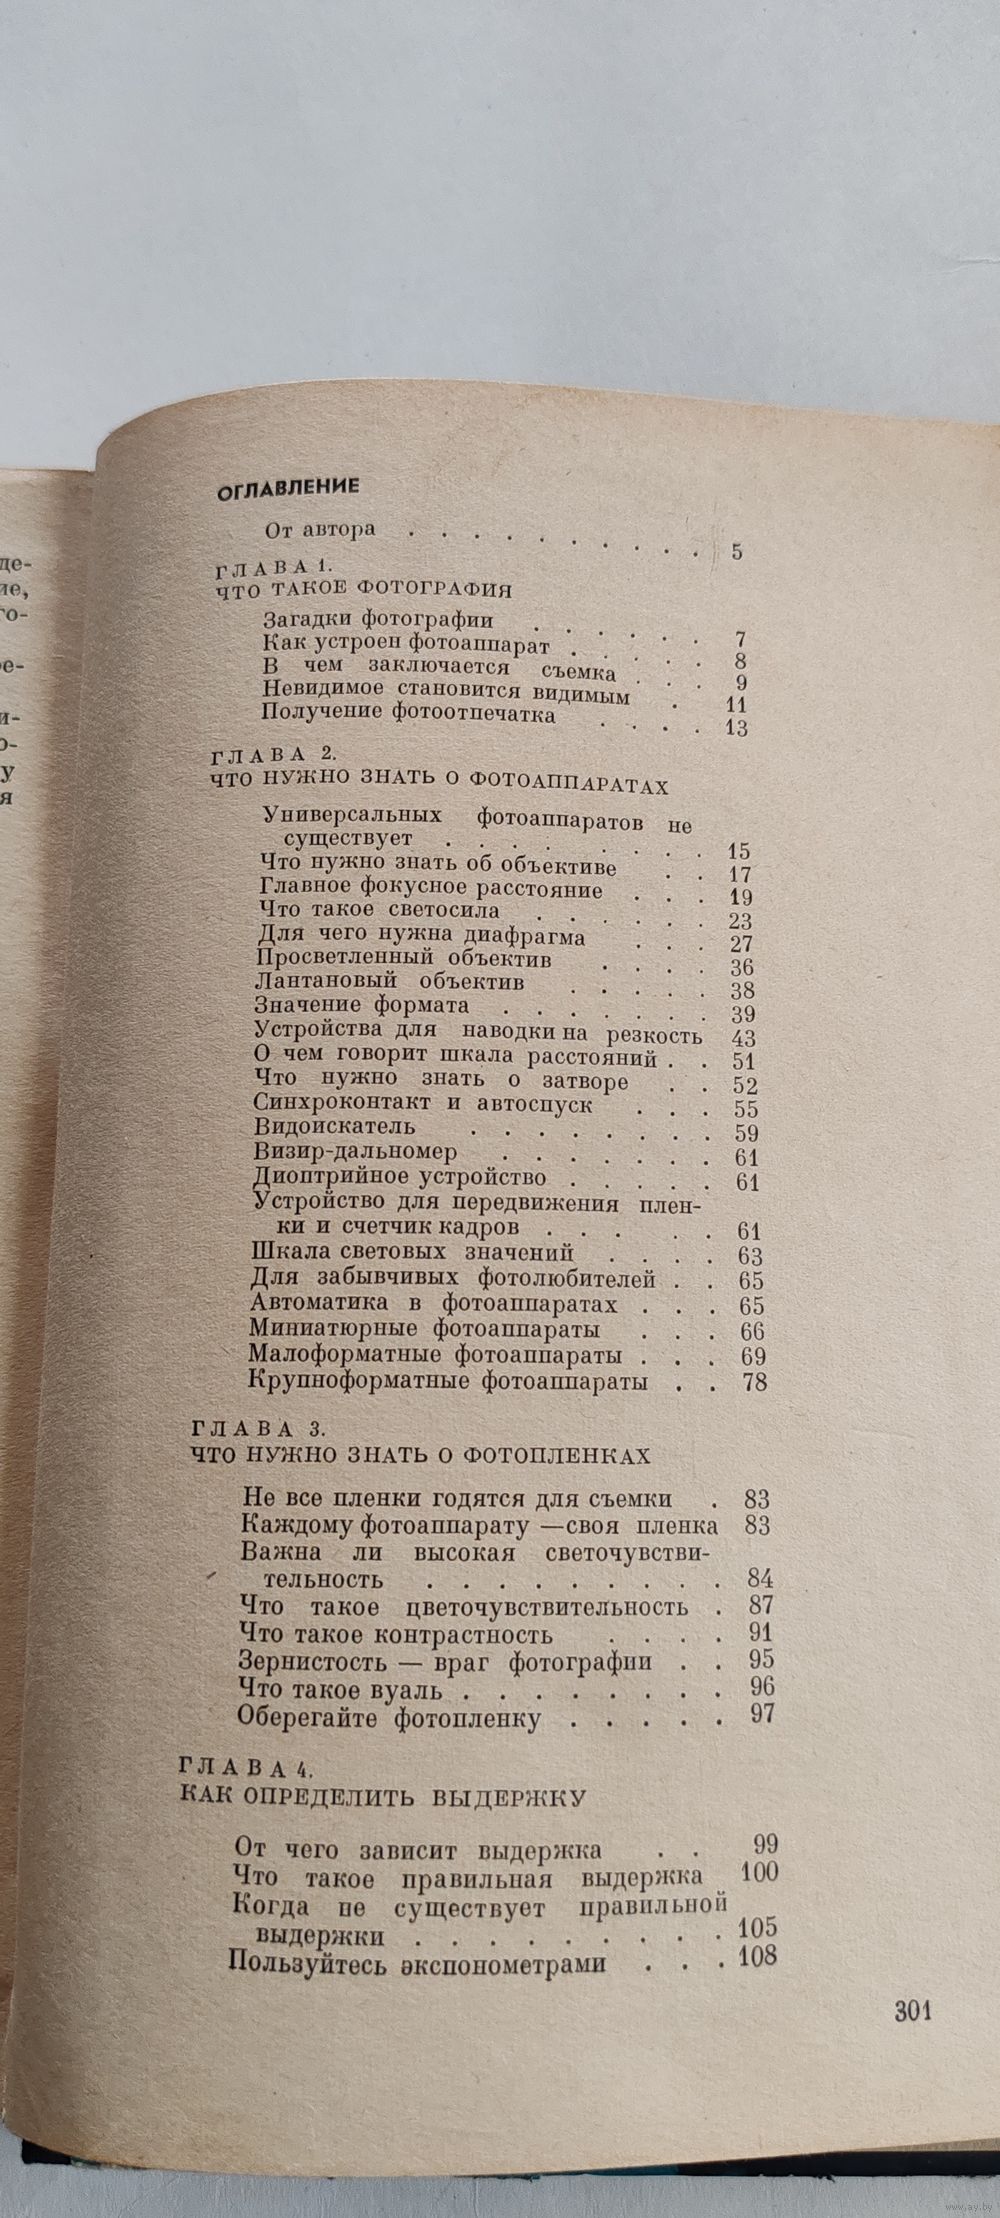 де-
ие,
го-
е-
и-
о-
у
я
ОГЛАВЛЕНИЕ
От автора . . . . . . . . . 5
ГЛАВА 1.
ЧТО ТАКОЕ ФОТОГРАФИЯ
Загадки фотографии . . . . . . 7
Как устроен фотоаппарат . . . . 8
В чем заключается съемка . . . 9
Невидимое становится видимым . 11
Получение фотоотпечатка . . . . 13
ГЛАВА 2.
ЧТО НУЖНО ЗНАТЬ О ФОТОАППАРАТАХ
Универсальных фотоаппаратов не
существует . . . . . . . . 15
Что нужно знать об объективе . . 17
Главное фокусное расстояние . . . 19
Что такое светосила . . . . . . 23
Для чего нужна диафрагма . . . 27
Просветленный объектив . . . . 36
Лантановый объектив . . . . . 38
Значение формата . . . . . . . 39
Устройства для наводки на резкость 43
О чем говорит шкала расстояний . . 51
Что нужно знать о затворе . . 52
Синхроконтакт и автоспуск . . . 55
Видоискатель . . . . . . . . 59
Визир-дальномер . . . . . . . 61
Диоптрийное устройство . . . . . 61
Устройство для передвижения плен-
ки и счетчик кадров . . . . . 61
Шкала световых значений . . . . 63
Для забывчивых фотолюбителей . . 65
Автоматика в фотоаппаратах . . . 65
Миниатюрные фотоаппараты . . . 66
Малоформатные фотоаппараты . . . 69
Крупноформатные фотоаппараты . . 78
ГЛАВА 3.
ЧТО НУЖНО ЗНАТЬ О ФОТОПЛЕНКАХ
Не все пленки годятся для съемки . 83
Каждому фотоаппарату —своя пленка 83
Важна ли высокая светочувстви-
тельность . . . . . . . . . 84
Что такое цветочувствительность . 87
Что такое контрастность . . . . 91
Зернистость — враг фотографии . . 95
Что такое вуаль . . . . . . . . 96
Оберегайте фотопленку . . . . . 97
ГЛАВА 4.
КАК ОПРЕДЕЛИТЬ ВЫДЕРЖКУ
От чего зависит выдержка . . 99
Что такое правильная выдержка 100
Когда не существует правильной
выдержки . . . . . . . . . 105
Пользуйтесь экспонометрами . . . 108
301
www.ay.by